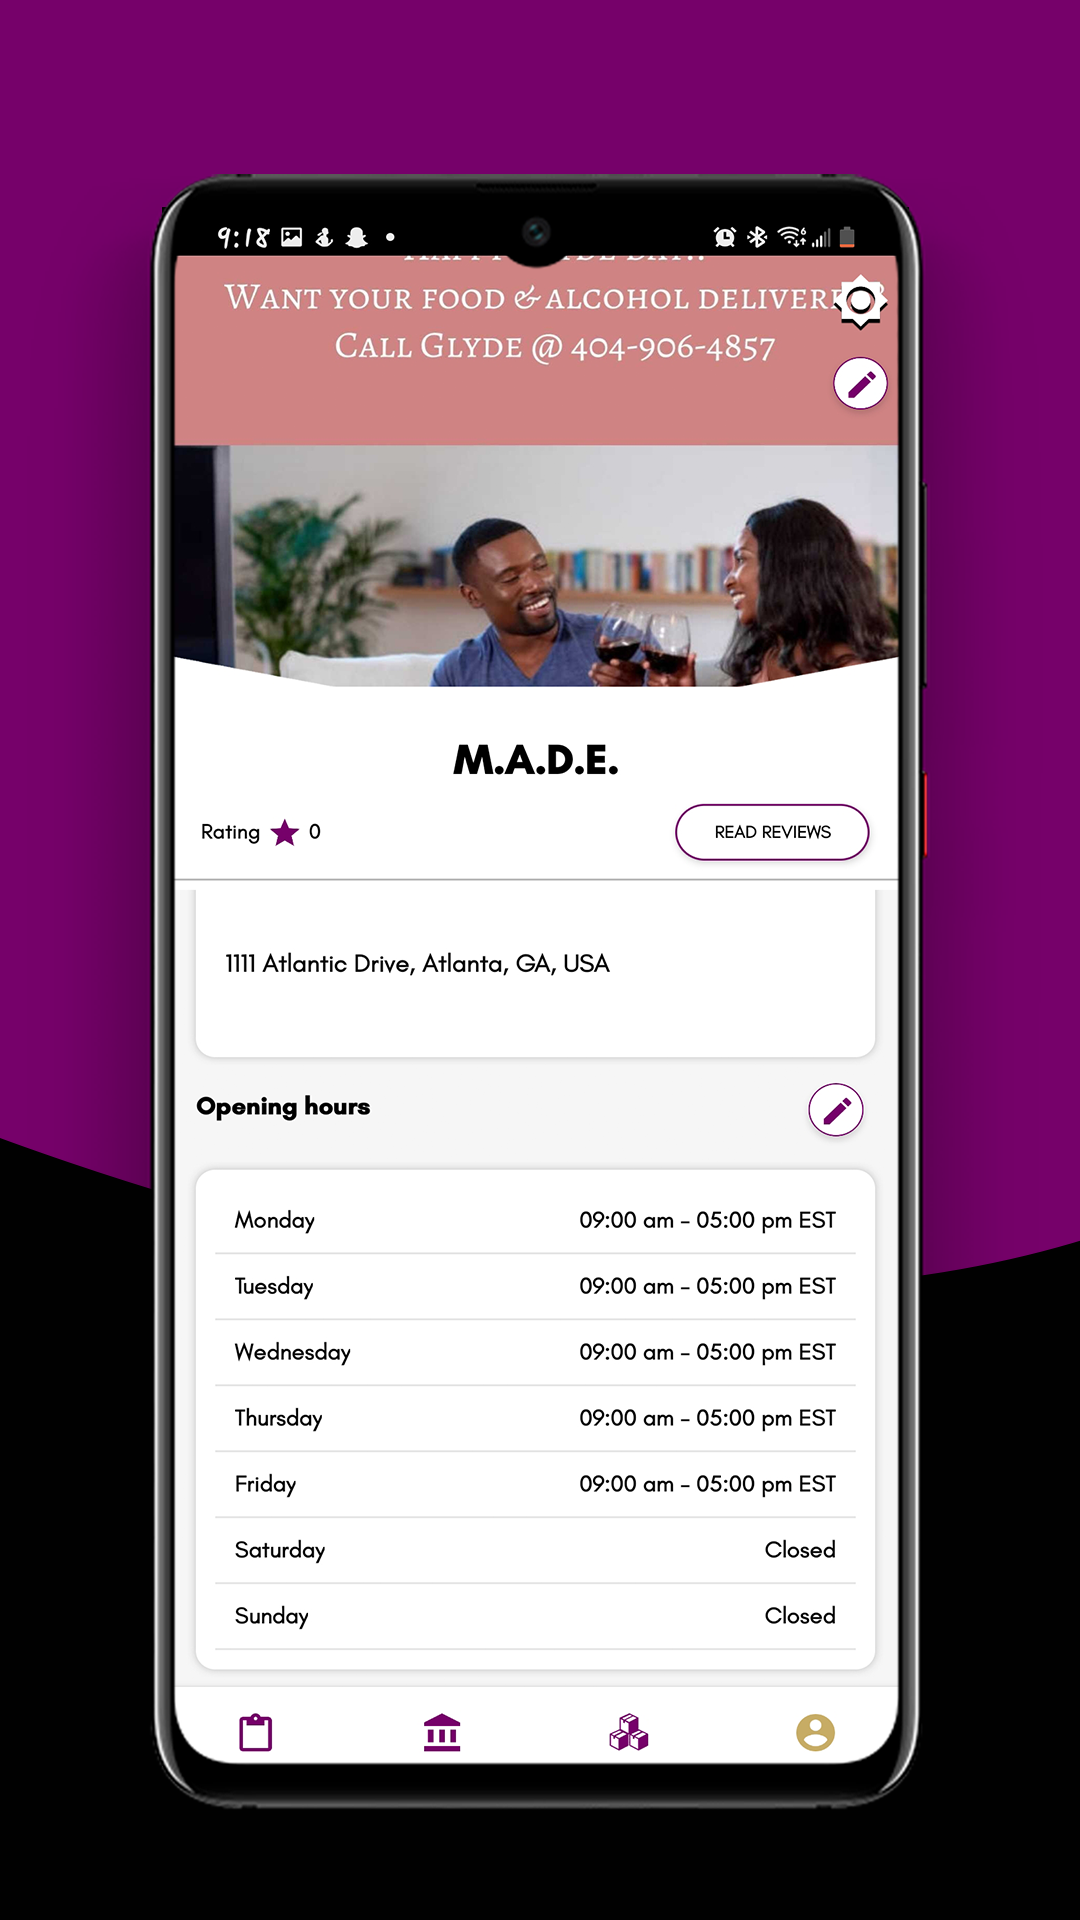 9:18
Want your food & alcohol
Call Glyde @ 404-906-4857
M.A.D.E.
Rating 0
READ REVIEWS
1111 Atlantic Drive, Atlanta, GA, USA
Opening hours
Monday 09:00 am - 05:00 pm EST
Tuesday 09:00 am - 05:00 pm EST
Wednesday 09:00 am - 05:00 pm EST
Thursday 09:00 am - 05:00 pm EST
Friday 09:00 am - 05:00 pm EST
Saturday Closed
Sunday Closed